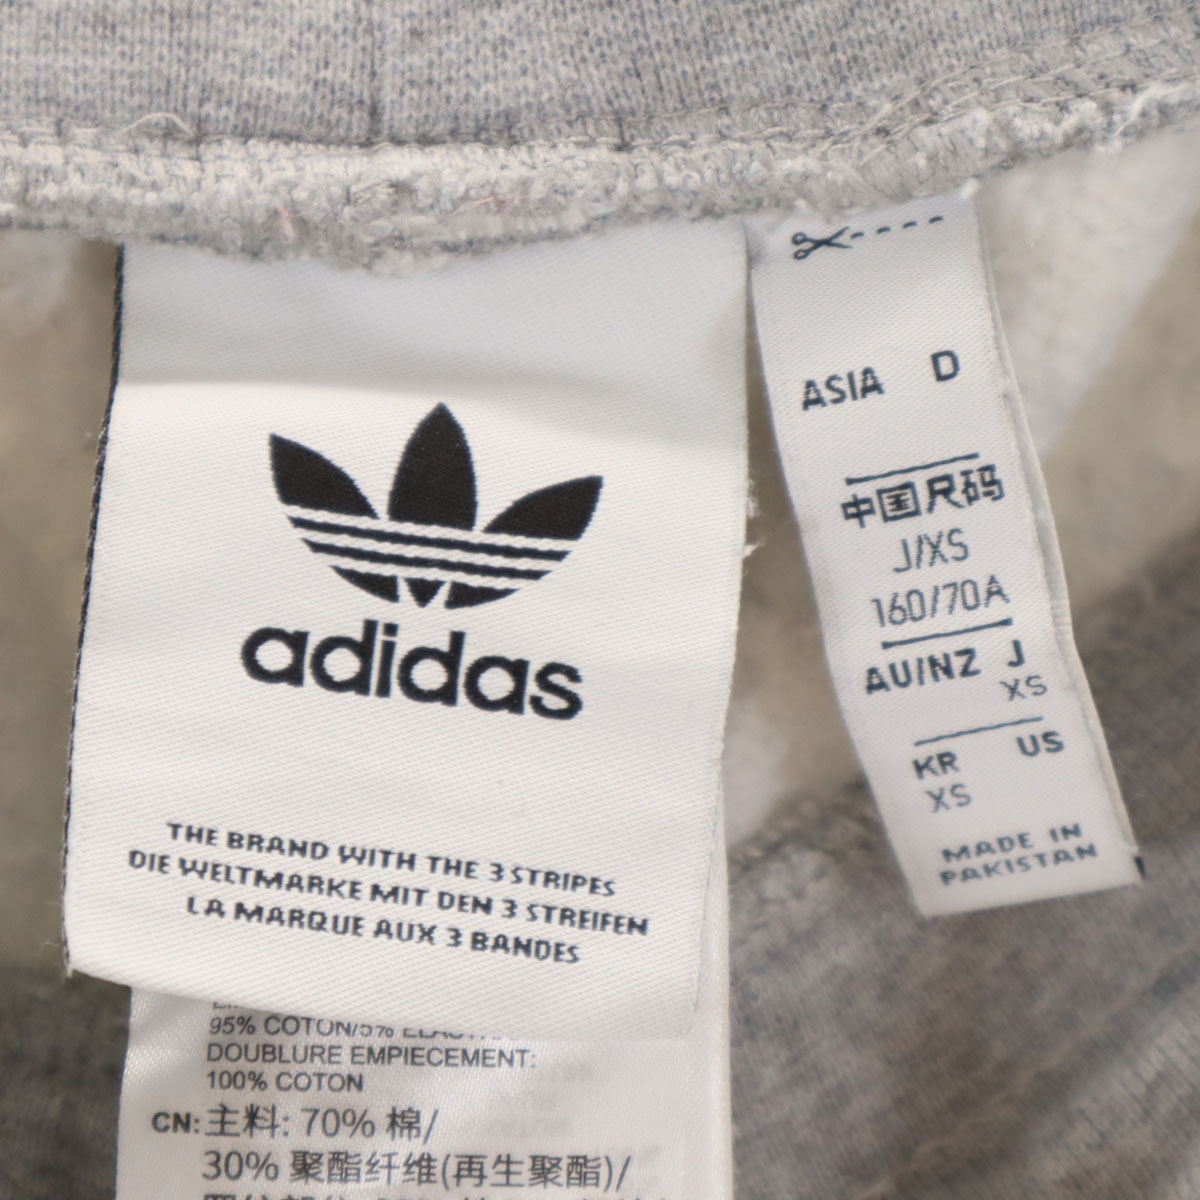 adidas
THE BRAND WITH THE 3 STRIPES
DIE WELTMARKE MIT DEN 3 STREIFEN
LA MARQUE AUX 3 BANDES
95% COTON/5%
DOUBLURE EMPIECEMENT:
100% COTON
CN: 主料: 70% 棉/
30% 聚酯纤维(再生聚酯)/
ASIA D
中国尺码
J/XS
160/70A
AU/NZ J
XS
KR US
XS
MADE IN
PAKISTAN